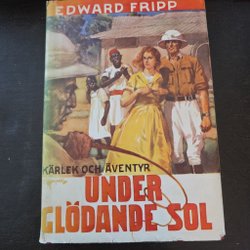 EDWARD FRIPP
KÄRLEK OCH ÄVENTYR
UNDER
GLÖDANDE SOL